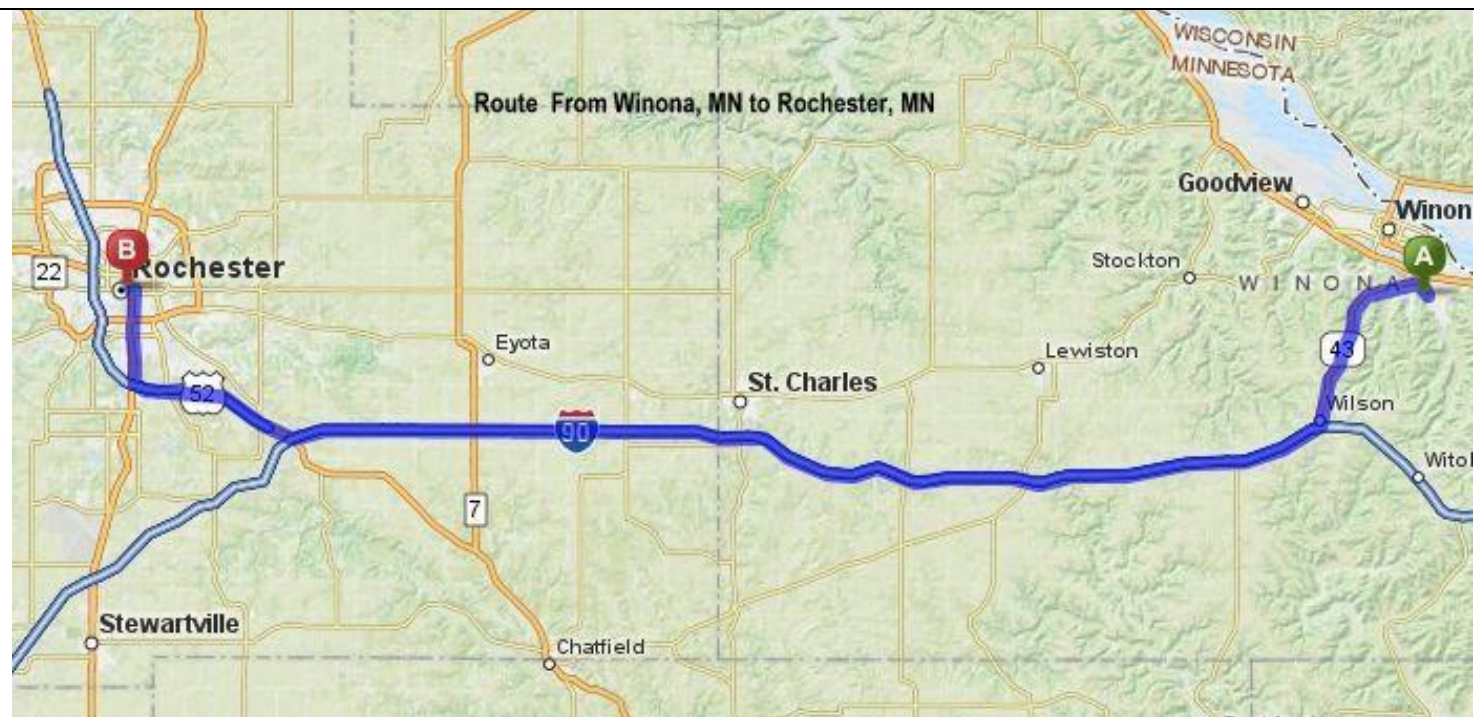 WISCONSIN
MINNESOTA
Route From Winona, MN to Rochester, MN
Goodview
Winon
B
A
22
Rochester
Stockton
WINONA
Eyota
43
Lewiston
St. Charles
52
Wilson
90
Witol
7
Stewartville
Chatfield